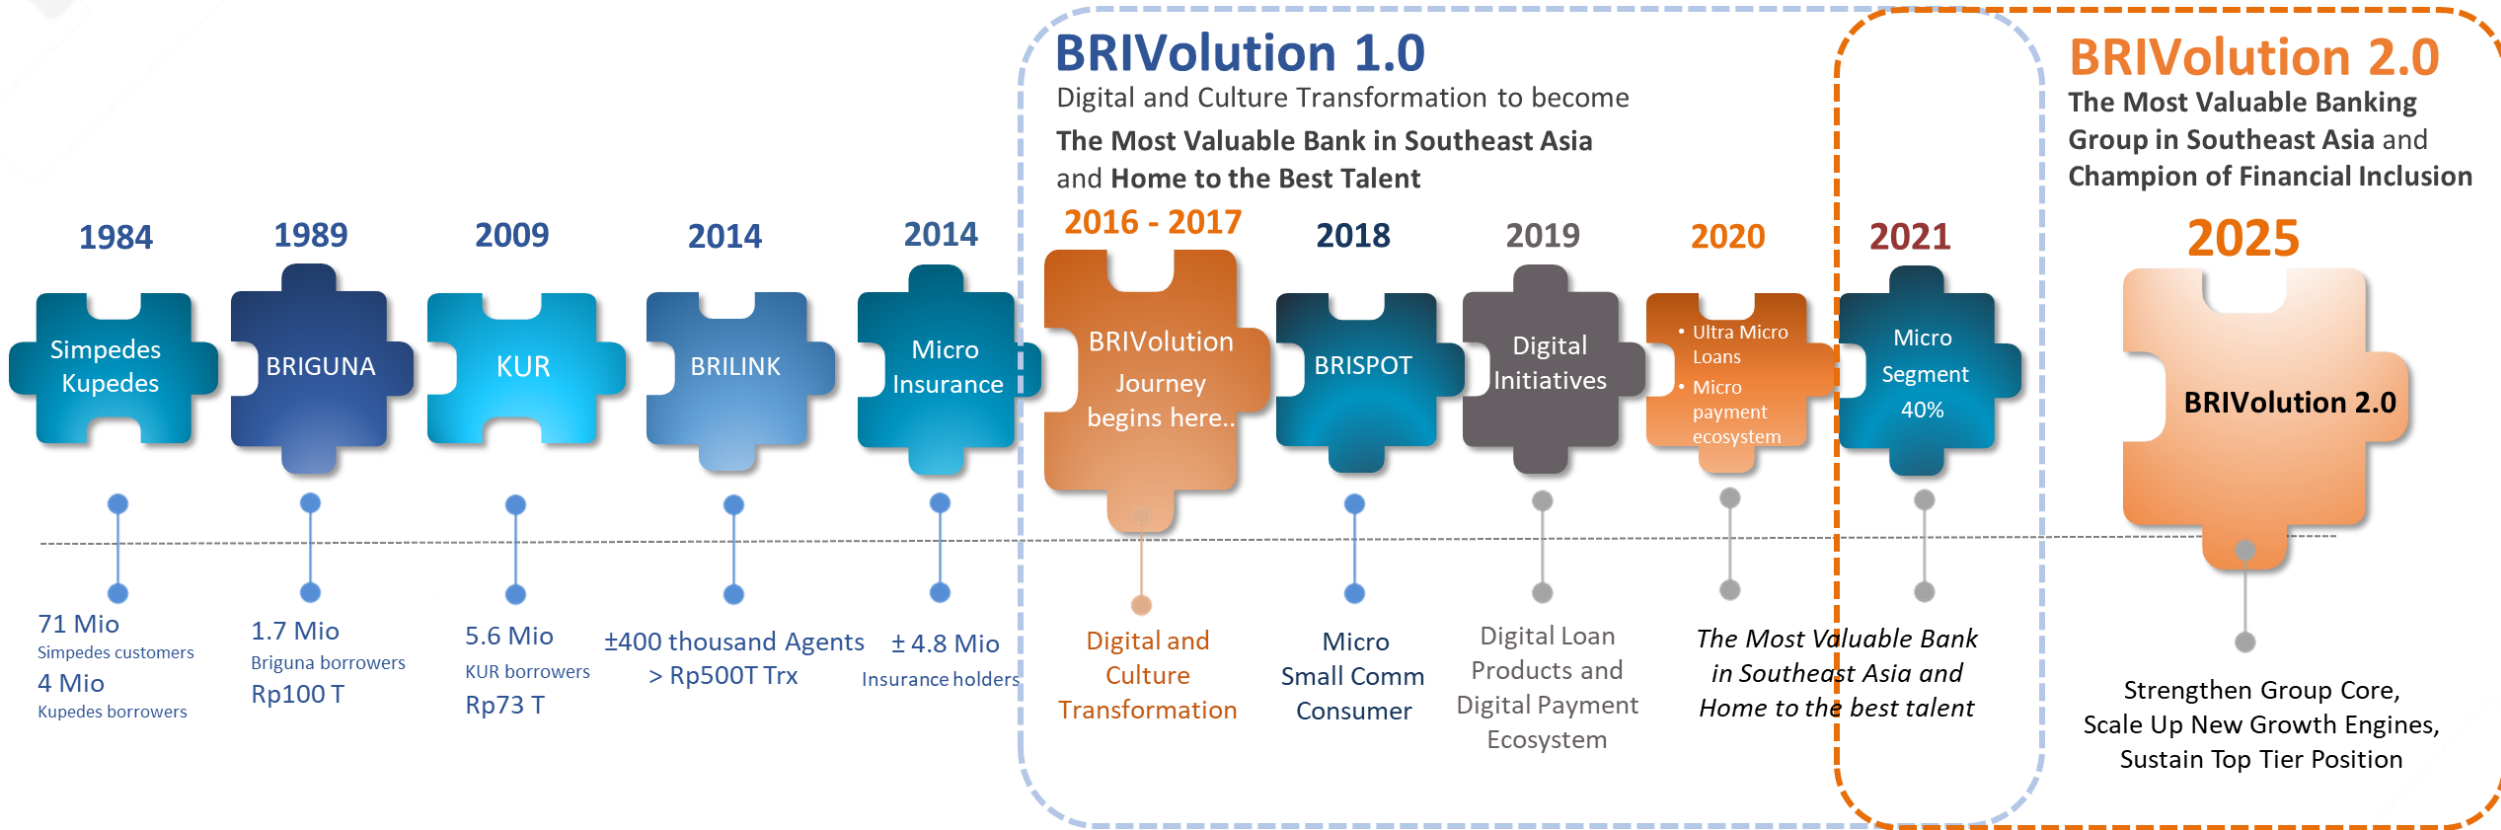 BRIVolution 1.0
Digital and Culture Transformation to become
The Most Valuable Bank in Southeast Asia
and Home to the Best Talent
BRIVolution 2.0
The Most Valuable Banking
Group in Southeast Asia and
Champion of Financial Inclusion
1984
Simpedes
Kupedes
71 Mio
Simpedes customers
4 Mio
Kupedes borrowers
1989
BRIGUNA
1.7 Mio
Briguna borrowers
Rp100 T
2009
KUR
5.6 Mio
KUR borrowers
Rp73 T
2014
BRILINK
±400 thousand Agents
> Rp500T Trx
2014
Micro
Insurance
± 4.8 Mio
Insurance holders
2016 - 2017
BRIVolution
Journey
begins here..
Digital and
Culture
Transformation
2018
BRISPOT
Micro
Small Comm
Consumer
2019
Digital
Initiatives
Digital Loan
Products and
Digital Payment
Ecosystem
2020
• Ultra Micro
Loans
• Micro
payment
ecosystem
2021
Micro
Segment
40%
The Most Valuable Bank
in Southeast Asia and
Home to the best talent
2025
BRIVolution 2.0
Strengthen Group Core,
Scale Up New Growth Engines,
Sustain Top Tier Position